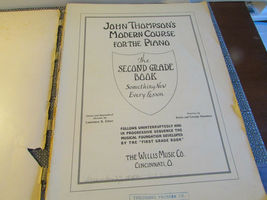 JOHN THOMPSON'S
MODERN COURSE
FOR THE PIANO
The
SECOND GRADE
BOOK
Something New
Every Lesson
FOLLOWS UNINTERRUPTEDLY AND
IN PROGRESSIVE SEQUENCE THE
MUSICAL FOUNDATION DEVELOPED
BY THE "FIRST GRADE BOOK"
THE WILLIS MUSIC CO.
CINCINNATI, O.